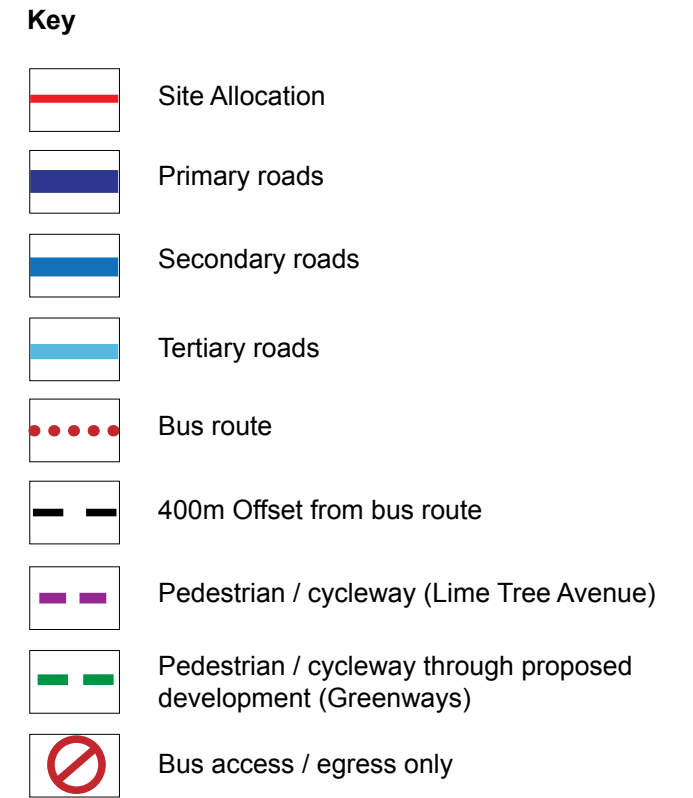 Key
Site Allocation
Primary roads
Secondary roads
Tertiary roads
Bus route
400m Offset from bus route
Pedestrian / cycleway (Lime Tree Avenue)
Pedestrian / cycleway through proposed
development (Greenways)
Bus access / egress only